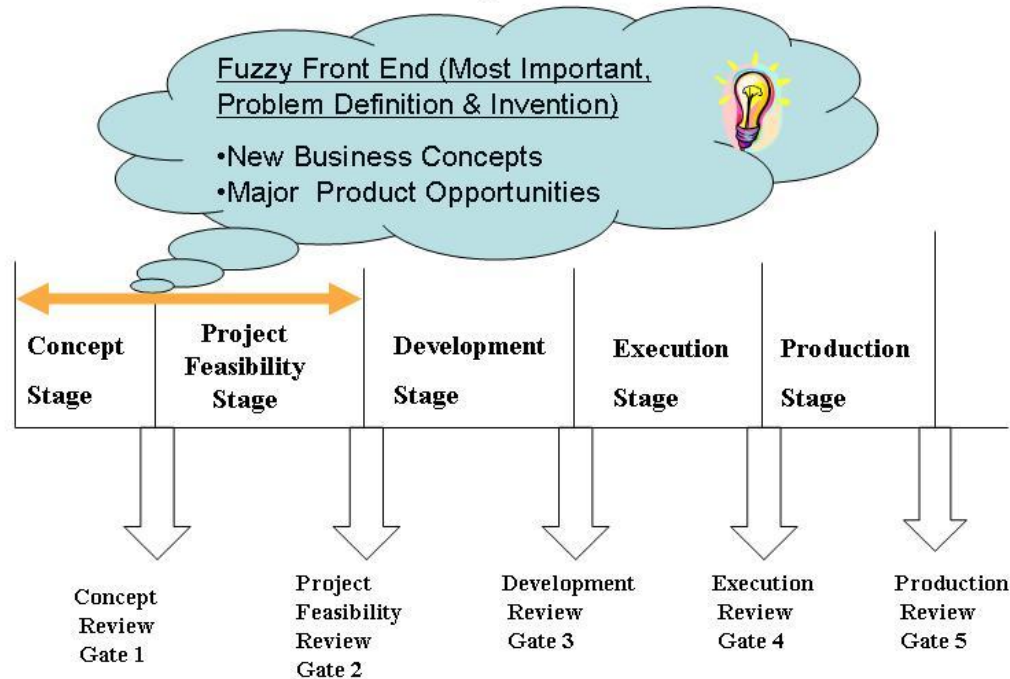 Fuzzy Front End (Most Important,
Problem Definition & Invention)
•New Business Concepts
•Major Product Opportunities
Concept
Stage
Project
Feasibility
Stage
Development
Stage
Execution
Stage
Production
Stage
Concept
Review
Gate 1
Project
Feasibility
Review
Gate 2
Development
Review
Gate 3
Execution
Review
Gate 4
Production
Review
Gate 5